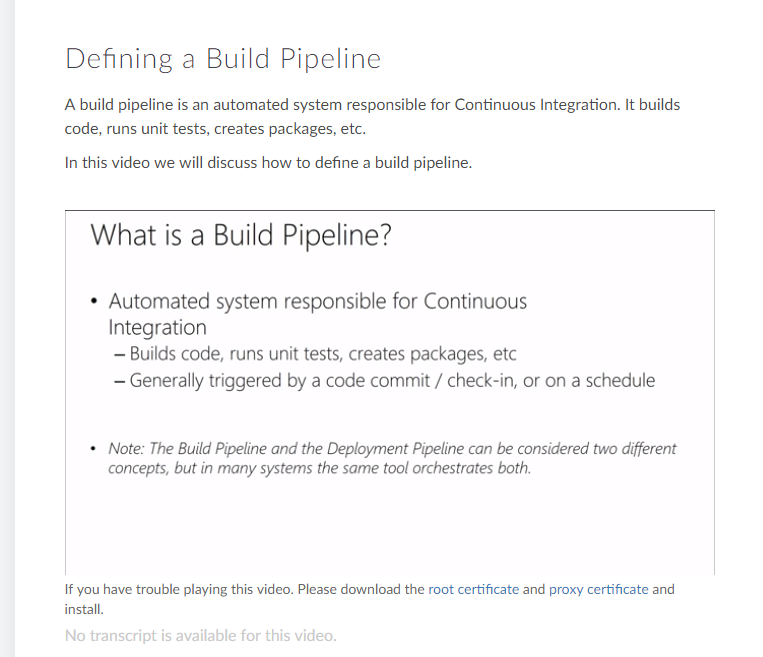 Defining a Build Pipeline
A build pipeline is an automated system responsible for Continuous Integration. It builds
code, runs unit tests, creates packages, etc.
In this video we will discuss how to define a build pipeline.
What is a Build Pipeline?
• Automated system responsible for Continuous
Integration
– Builds code, runs unit tests, creates packages, etc
– Generally triggered by a code commit / check-in, or on a schedule
• Note: The Build Pipeline and the Deployment Pipeline can be considered two different
concepts, but in many systems the same tool orchestrates both.
If you have trouble playing this video. Please download the root certificate and proxy certificate and
install.
No transcript is available for this video.